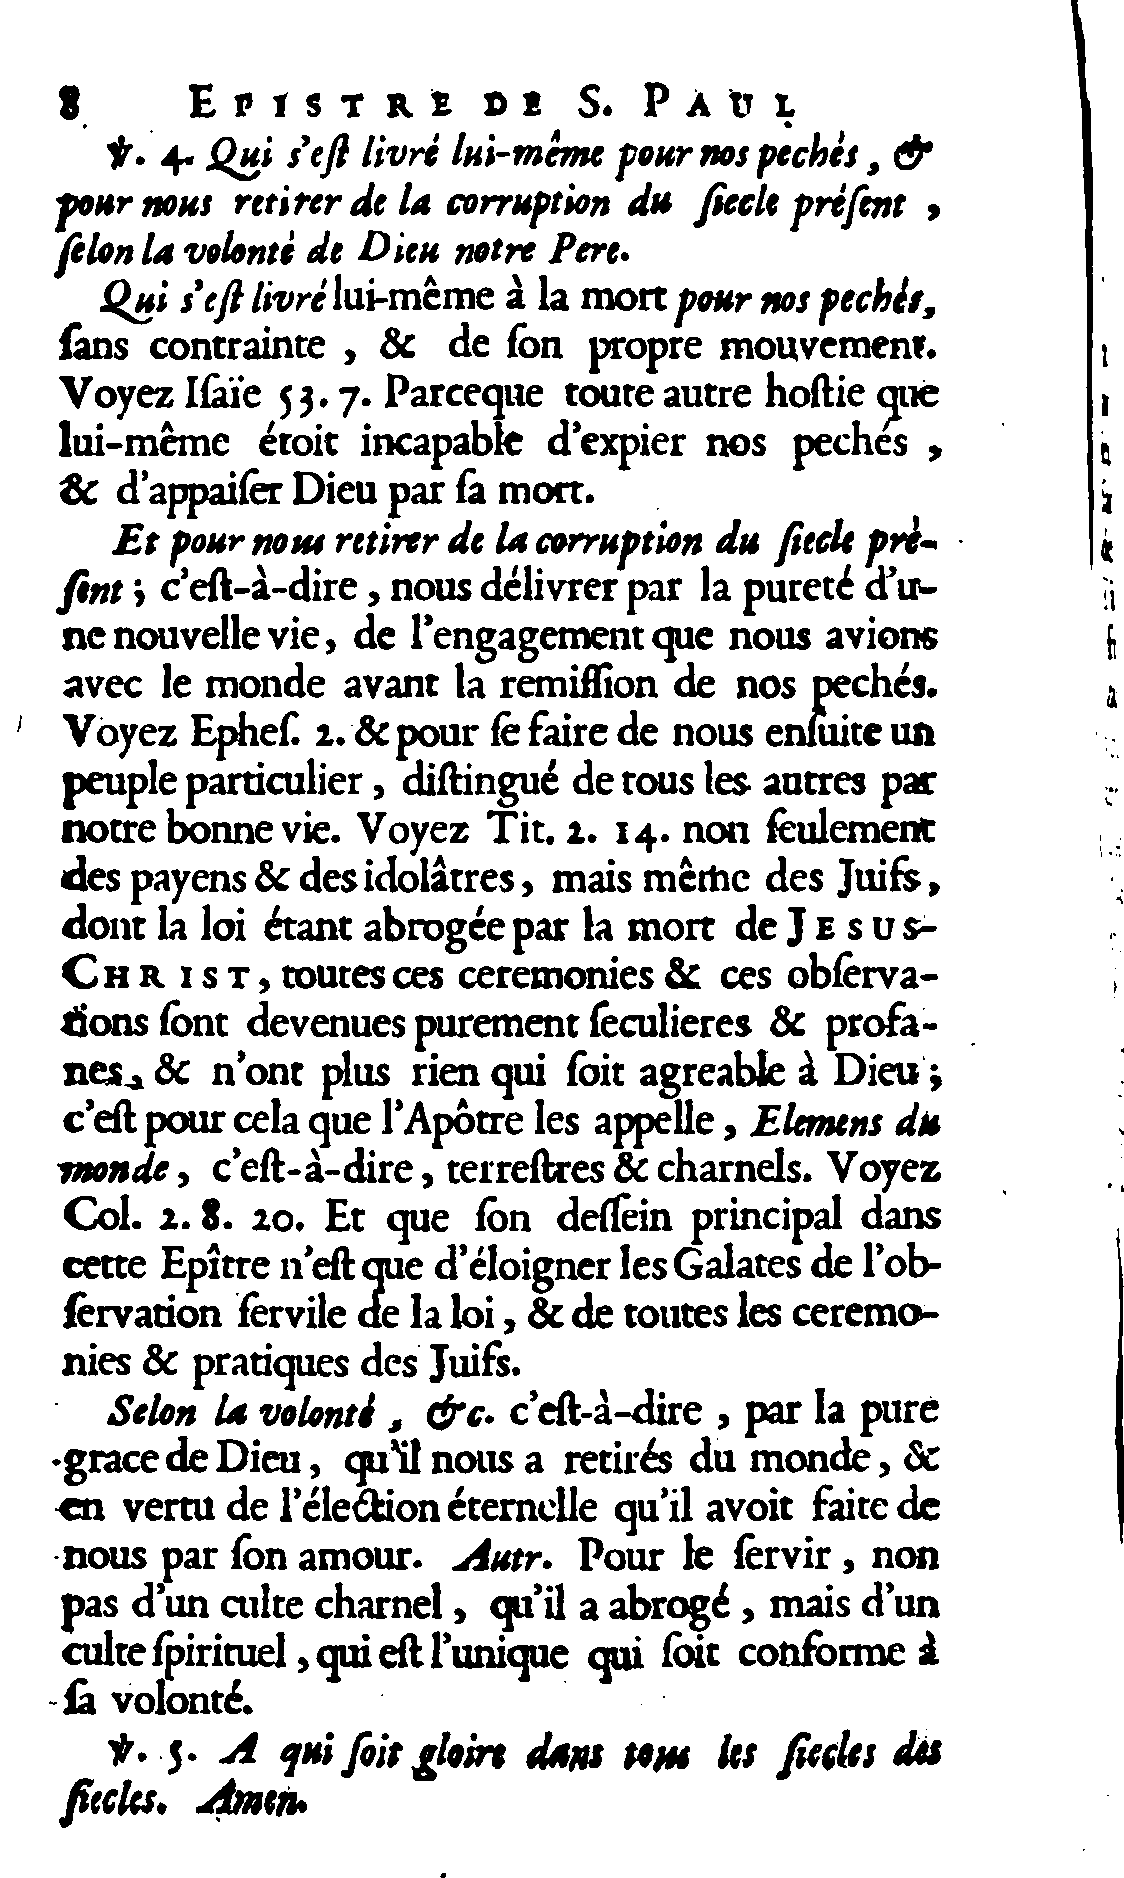 8 EPISTRE DE S. PAUL
℣. 4. Qui s'eſt livré lui-même pour nos pechés, &
pour nous retirer de la corruption du ſiecle préſent,
ſelon la volonté de Dieu notre Pere.
Qui s'eſt livré lui-même à la mort pour nos pechés,
ſans contrainte, & de ſon propre mouvement.
Voyez Iſaïe 53. 7. Parceque toute autre hoſtie que
lui-même étoit incapable d'expier nos pechés,
& d'appaiſer Dieu par ſa mort.
Et pour nous retirer de la corruption du ſiecle pré-
ſent; c'eſt-à-dire, nous délivrer par la pureté d'u-
ne nouvelle vie, de l'engagement que nous avions
avec le monde avant la remiſſion de nos pechés.
Voyez Epheſ. 2. & pour ſe faire de nous enſuite un
peuple particulier, diſtingué de tous les autres par
notre bonne vie. Voyez Tit. 2. 14. non ſeulement
des payens & des idolâtres, mais même des Juifs,
dont la loi étant abrogée par la mort de JESUS-
CHRIST, toutes ces ceremonies & ces obſerva-
tions ſont devenues purement ſeculieres & profa-
nes, & n'ont plus rien qui ſoit agreable à Dieu;
c'eſt pour cela que l'Apôtre les appelle, Elemens du
monde, c'eſt-à-dire, terreſtres & charnels. Voyez
Col. 2. 8. 20. Et que ſon deſſein principal dans
cette Epître n'eſt que d'éloigner les Galates de l'ob-
ſervation ſervile de la loi, & de toutes les ceremo-
nies & pratiques des Juifs.
Selon la volonté, &c. c'eſt-à-dire, par la pure
grace de Dieu, qu'il nous a retirés du monde, &
en vertu de l'élection éternelle qu'il avoit faite de
nous par ſon amour. Autr. Pour le ſervir, non
pas d'un culte charnel, qu'il a abrogé, mais d'un
culte ſpirituel, qui eſt l'unique qui ſoit conforme à
ſa volonté.
℣. 5. A qui ſoit gloire dans tous les ſiecles des
ſiecles. Amen.